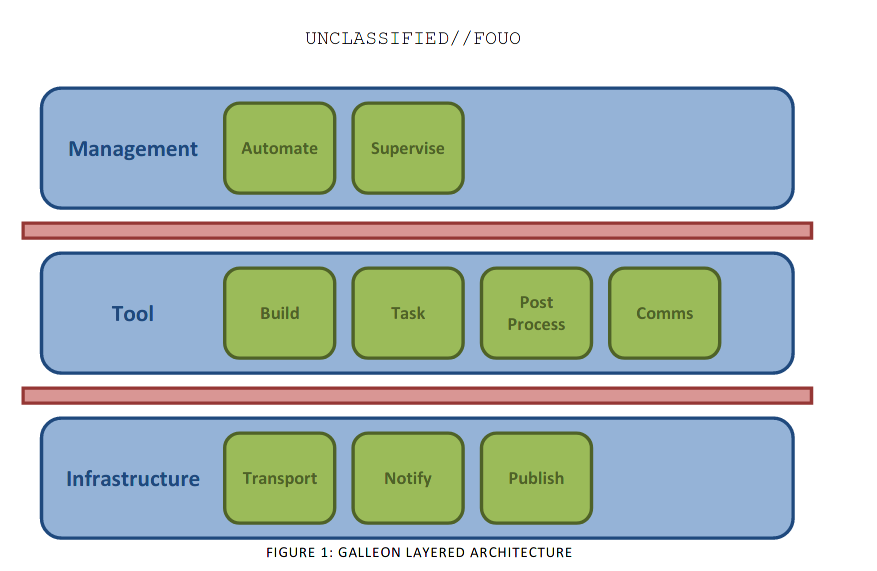 UNCLASSIFIED//FOUO
Management
Automate
Supervise
Tool
Build
Task
Post
Process
Comms
Infrastructure
Transport
Notify
Publish
FIGURE 1: GALLEON LAYERED ARCHITECTURE